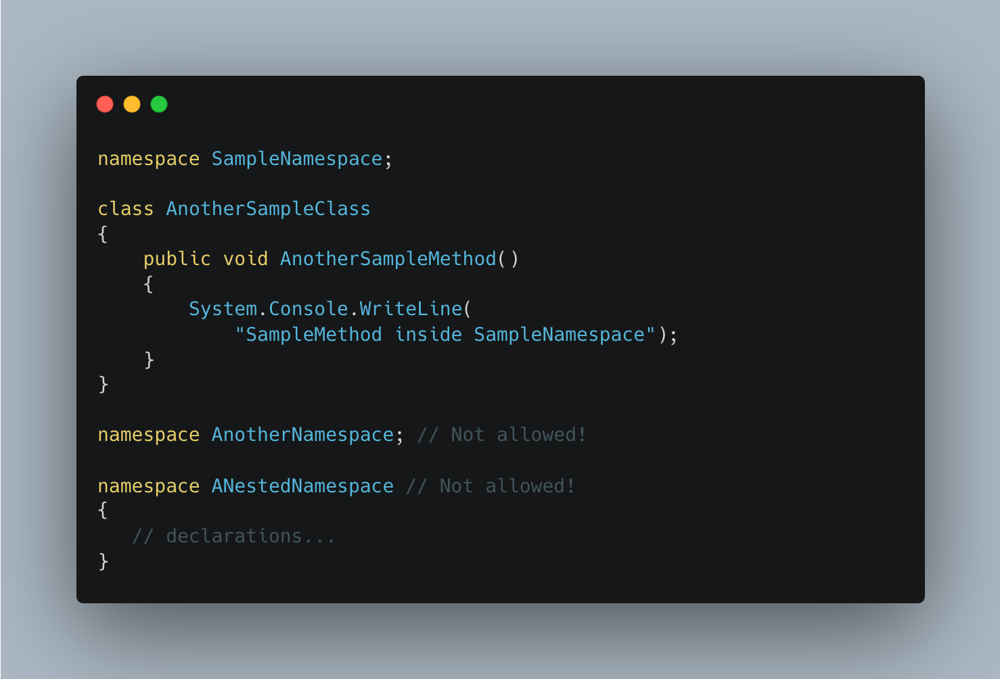 namespace SampleNamespace;
class AnotherSampleClass
{
    public void AnotherSampleMethod()
    {
        System.Console.WriteLine(
            "SampleMethod inside SampleNamespace");
    }
}
namespace AnotherNamespace; // Not allowed!
namespace ANestedNamespace // Not allowed!
{
   // declarations...
}